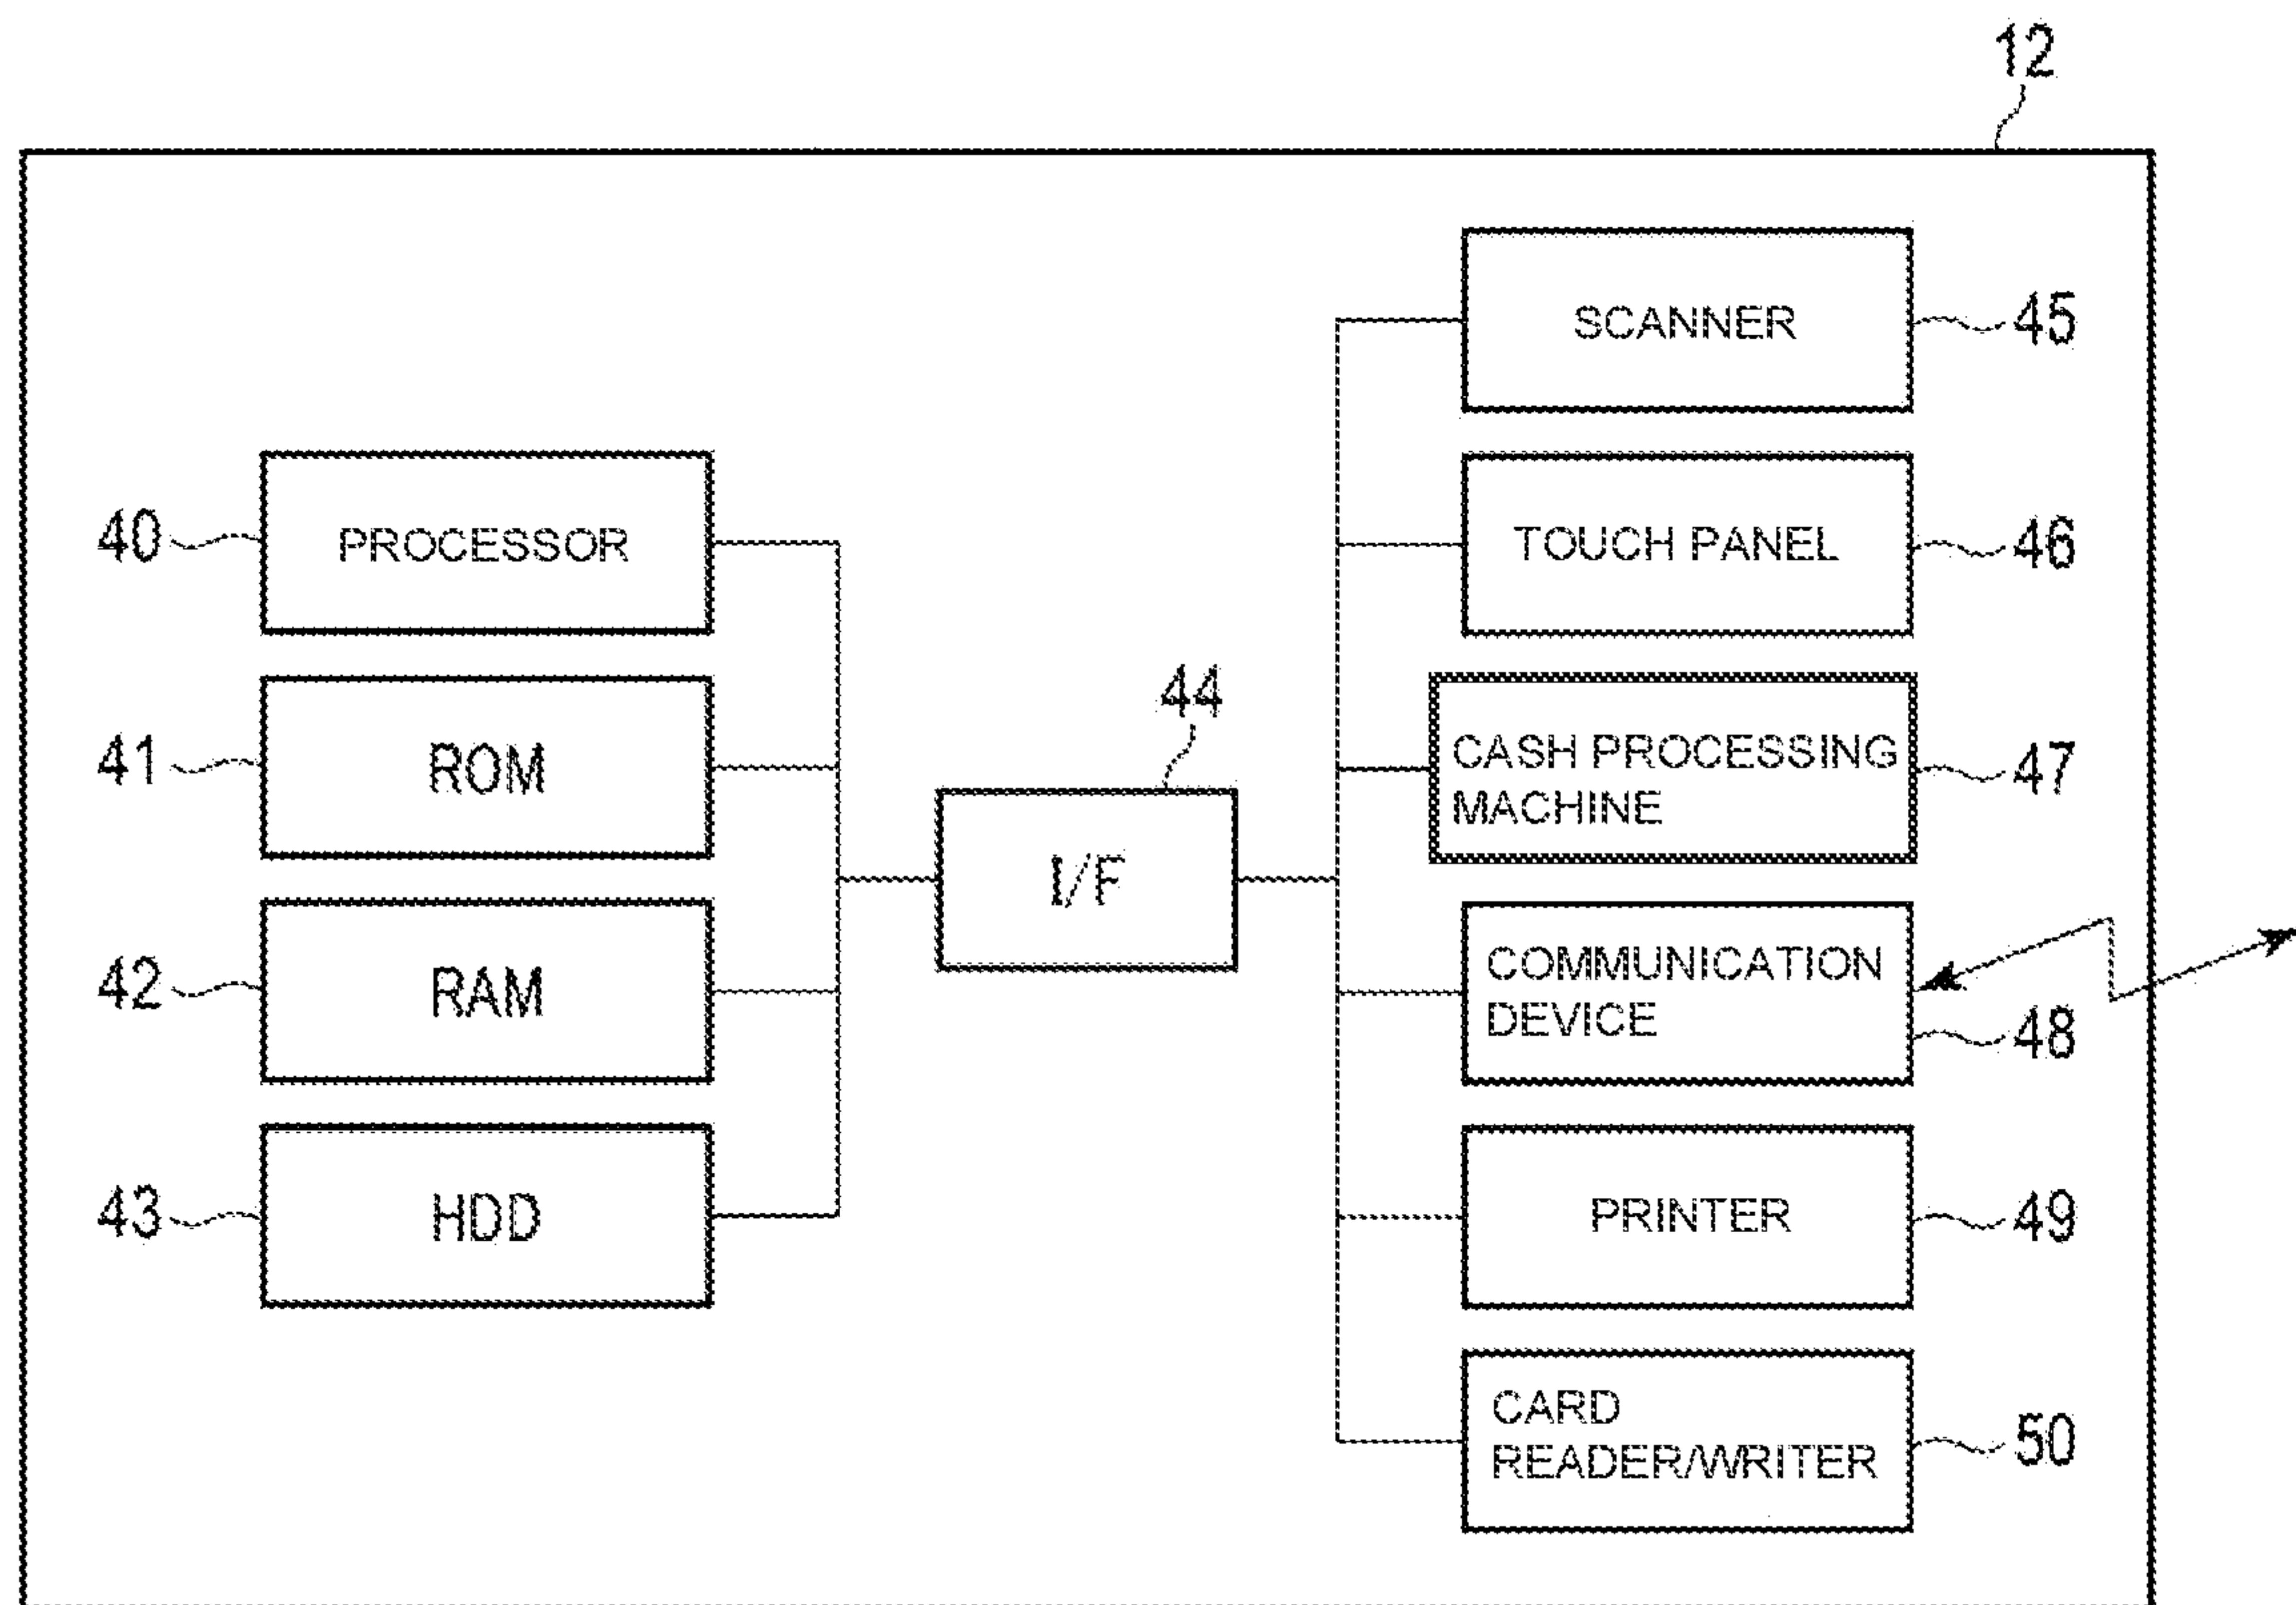 12
SCANNER
45
40
PROCESSOR
TOUCH PANEL
46
44
41
ROM
CASH PROCESSING
MACHINE
47
I/F
42
RAM
COMMUNICATION
DEVICE
48
43
HDD
PRINTER
49
CARD
READER/WRITER
50